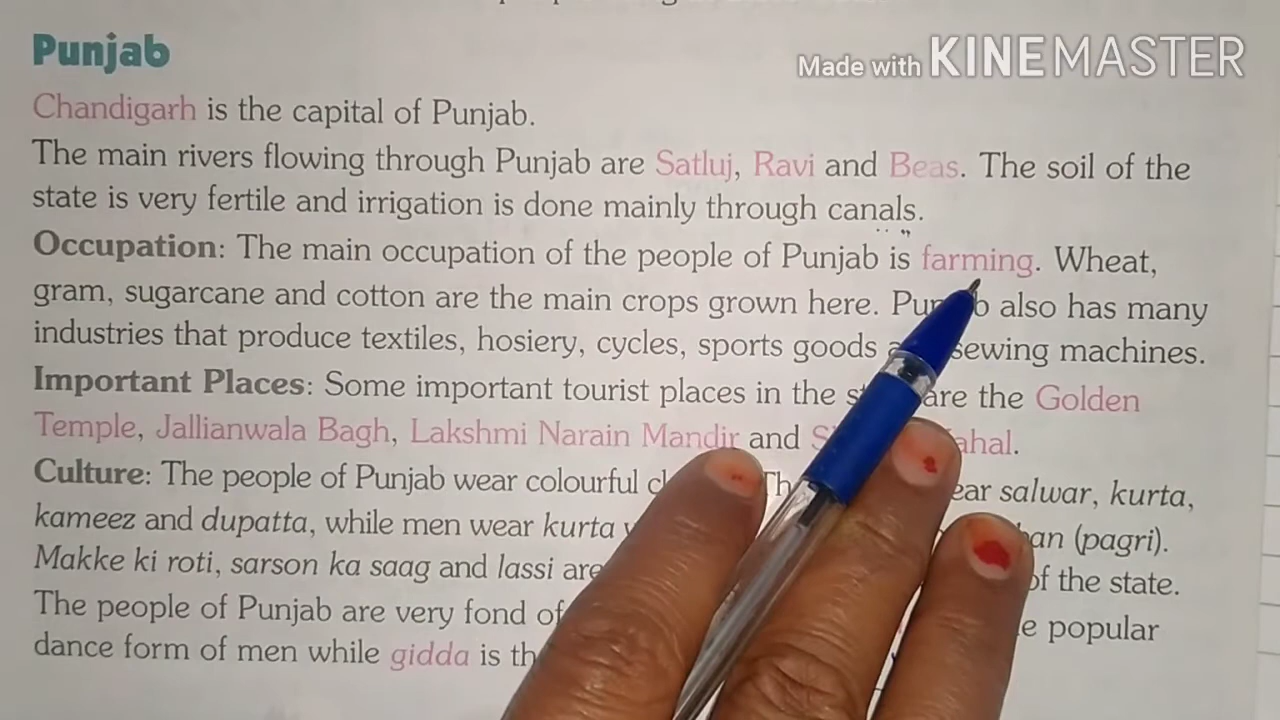 Punjab
Made with KINEMASTER
Chandigarh is the capital of Punjab.
The main rivers flowing through Punjab are Satluj, Ravi and Beas. The soil of the
state is very fertile and irrigation is done mainly through canals.
Occupation: The main occupation of the people of Punjab is farming. Wheat,
gram, sugarcane and cotton are the main crops grown here. Punjab also has many
industries that produce textiles, hosiery, cycles, sports goods sewing machines.
Important Places: Some important tourist places in the are the Golden
Temple, Jallianwala Bagh, Lakshmi Narain Mandir and
Culture: The people of Punjab wear colourful salwar, kurta,
kameez and dupatta, while men wear kurta (pagri).
Makke ki roti, sarson ka saag and lassi are of the state.
The people of Punjab are very fond of popular
dance form of men while gidda is